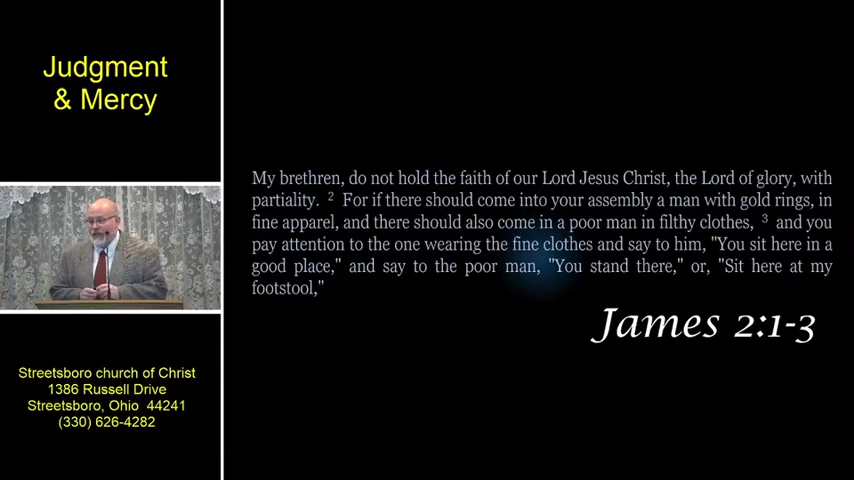 Judgment
& Mercy
My brethren, do not hold the faith of our Lord Jesus Christ, the Lord of glory, with
partiality. 2 For if there should come into your assembly a man with gold rings, in
fine apparel, and there should also come in a poor man in filthy clothes, 3 and you
pay attention to the one wearing the fine clothes and say to him, "You sit here in a
good place," and say to the poor man, "You stand there," or, "Sit here at my
footstool,"
James 2:1-3
Streetsboro church of Christ
1386 Russell Drive
Streetsboro, Ohio 44241
(330) 626-4282